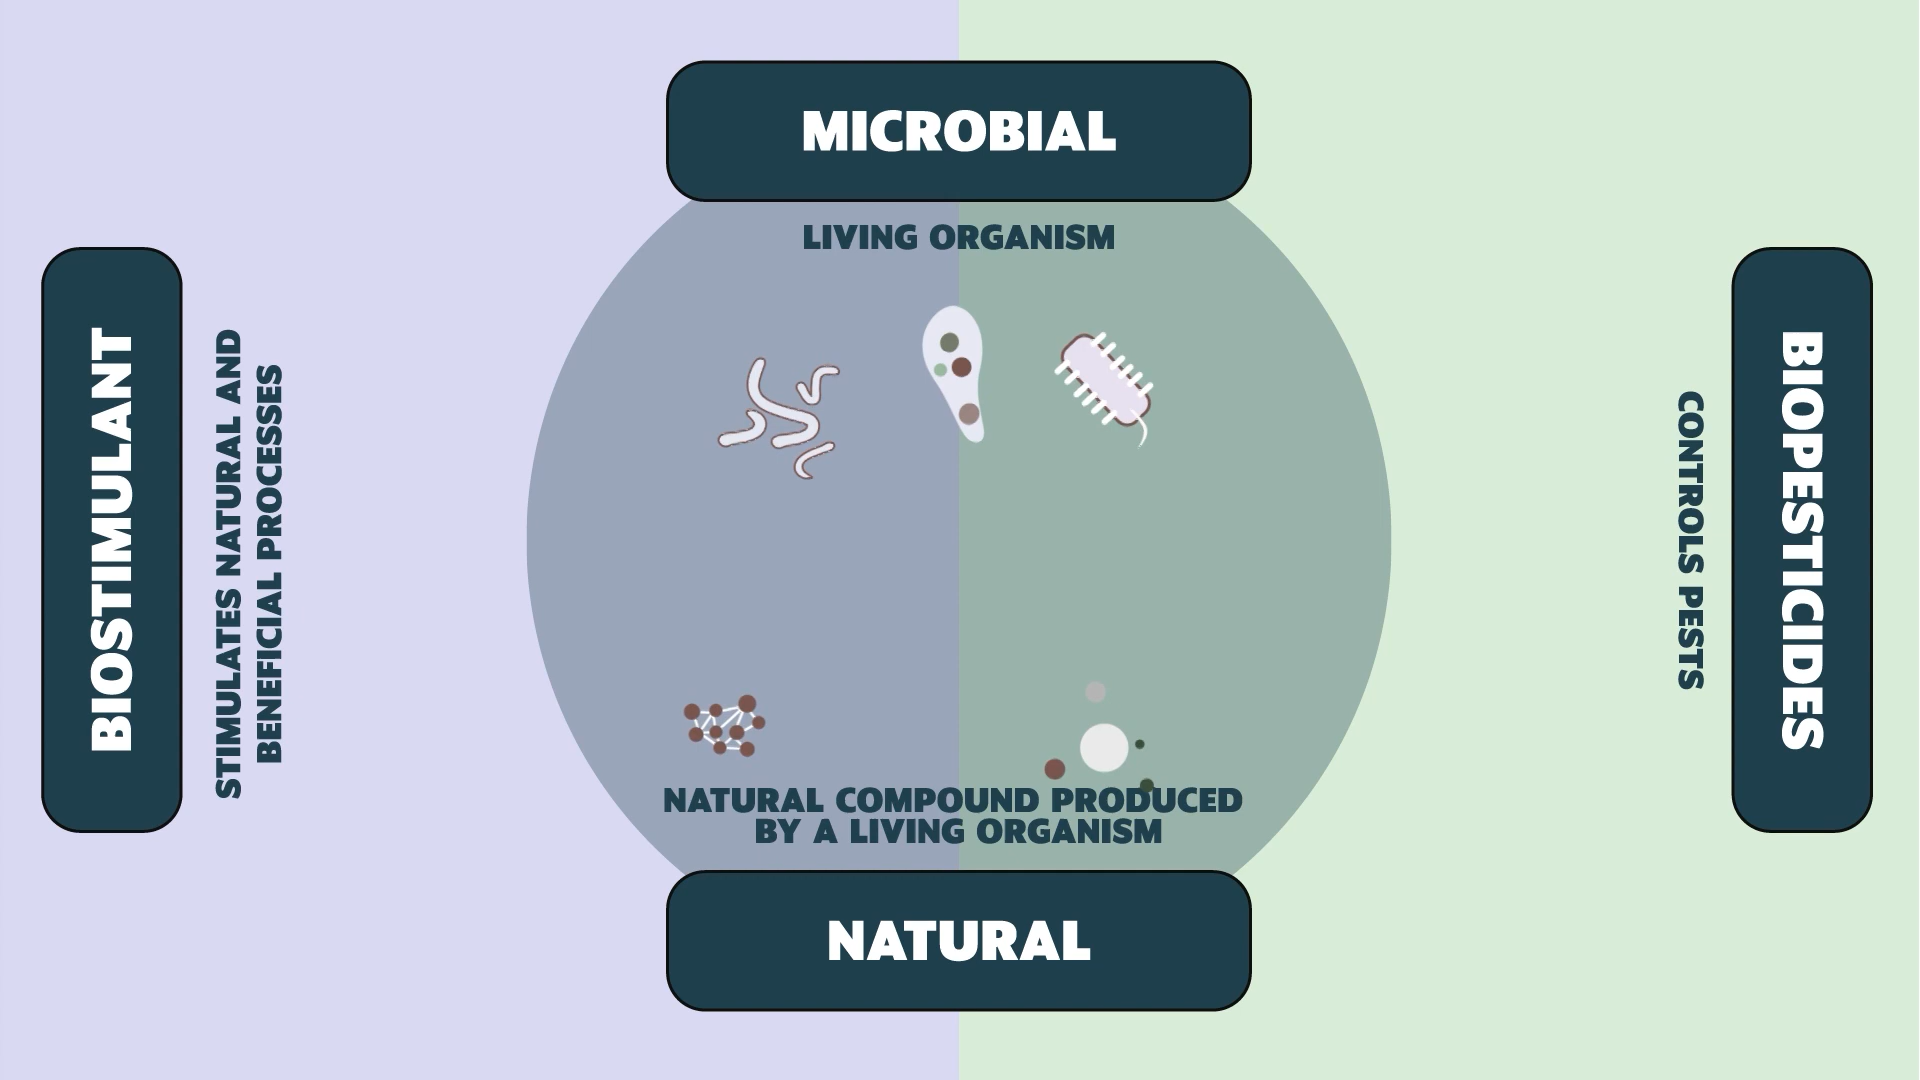 MICROBIAL
LIVING ORGANISM
BIOSTIMULANT
STIMULATES NATURAL AND
BENEFICIAL PROCESSES
CONTROLS PESTS
BIOPESTICIDES
NATURAL COMPOUND PRODUCED
BY A LIVING ORGANISM
NATURAL